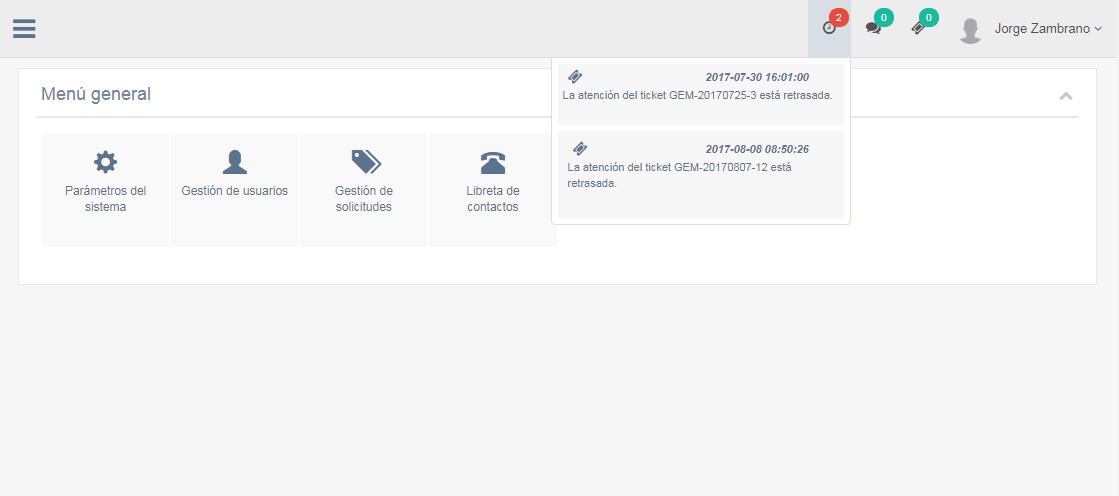 2
0
0
Jorge Zambrano
Menú general
2017-07-30 16:01:00
La atención del ticket GEM-20170725-3 está retrasada.
2017-08-08 08:50:26
La atención del ticket GEM-20170807-12 está
retrasada.
Parámetros del
sistema
Gestión de usuarios
Gestión de
solicitudes
Libreta de
contactos